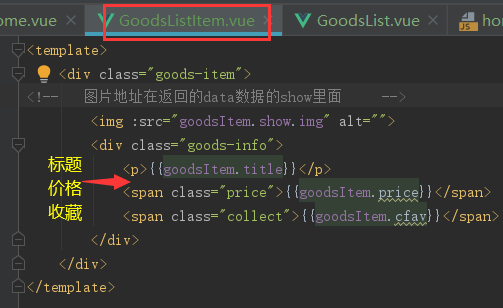 ome.vue GoodsListItem.vue GoodsList.vue ho
<template>
<div class="goods-item">
<!-- 图片地址在返回的data数据的show里面 -->
<img :src="goodsItem.show.img" alt="">
<div class="goods-info">
<p>{{goodsItem.title}}</p>
<span class="price">{{goodsItem.price}}</span>
<span class="collect">{{goodsItem.cfav}}</span>
</div>
</div>
</template>
标题
价格
收藏